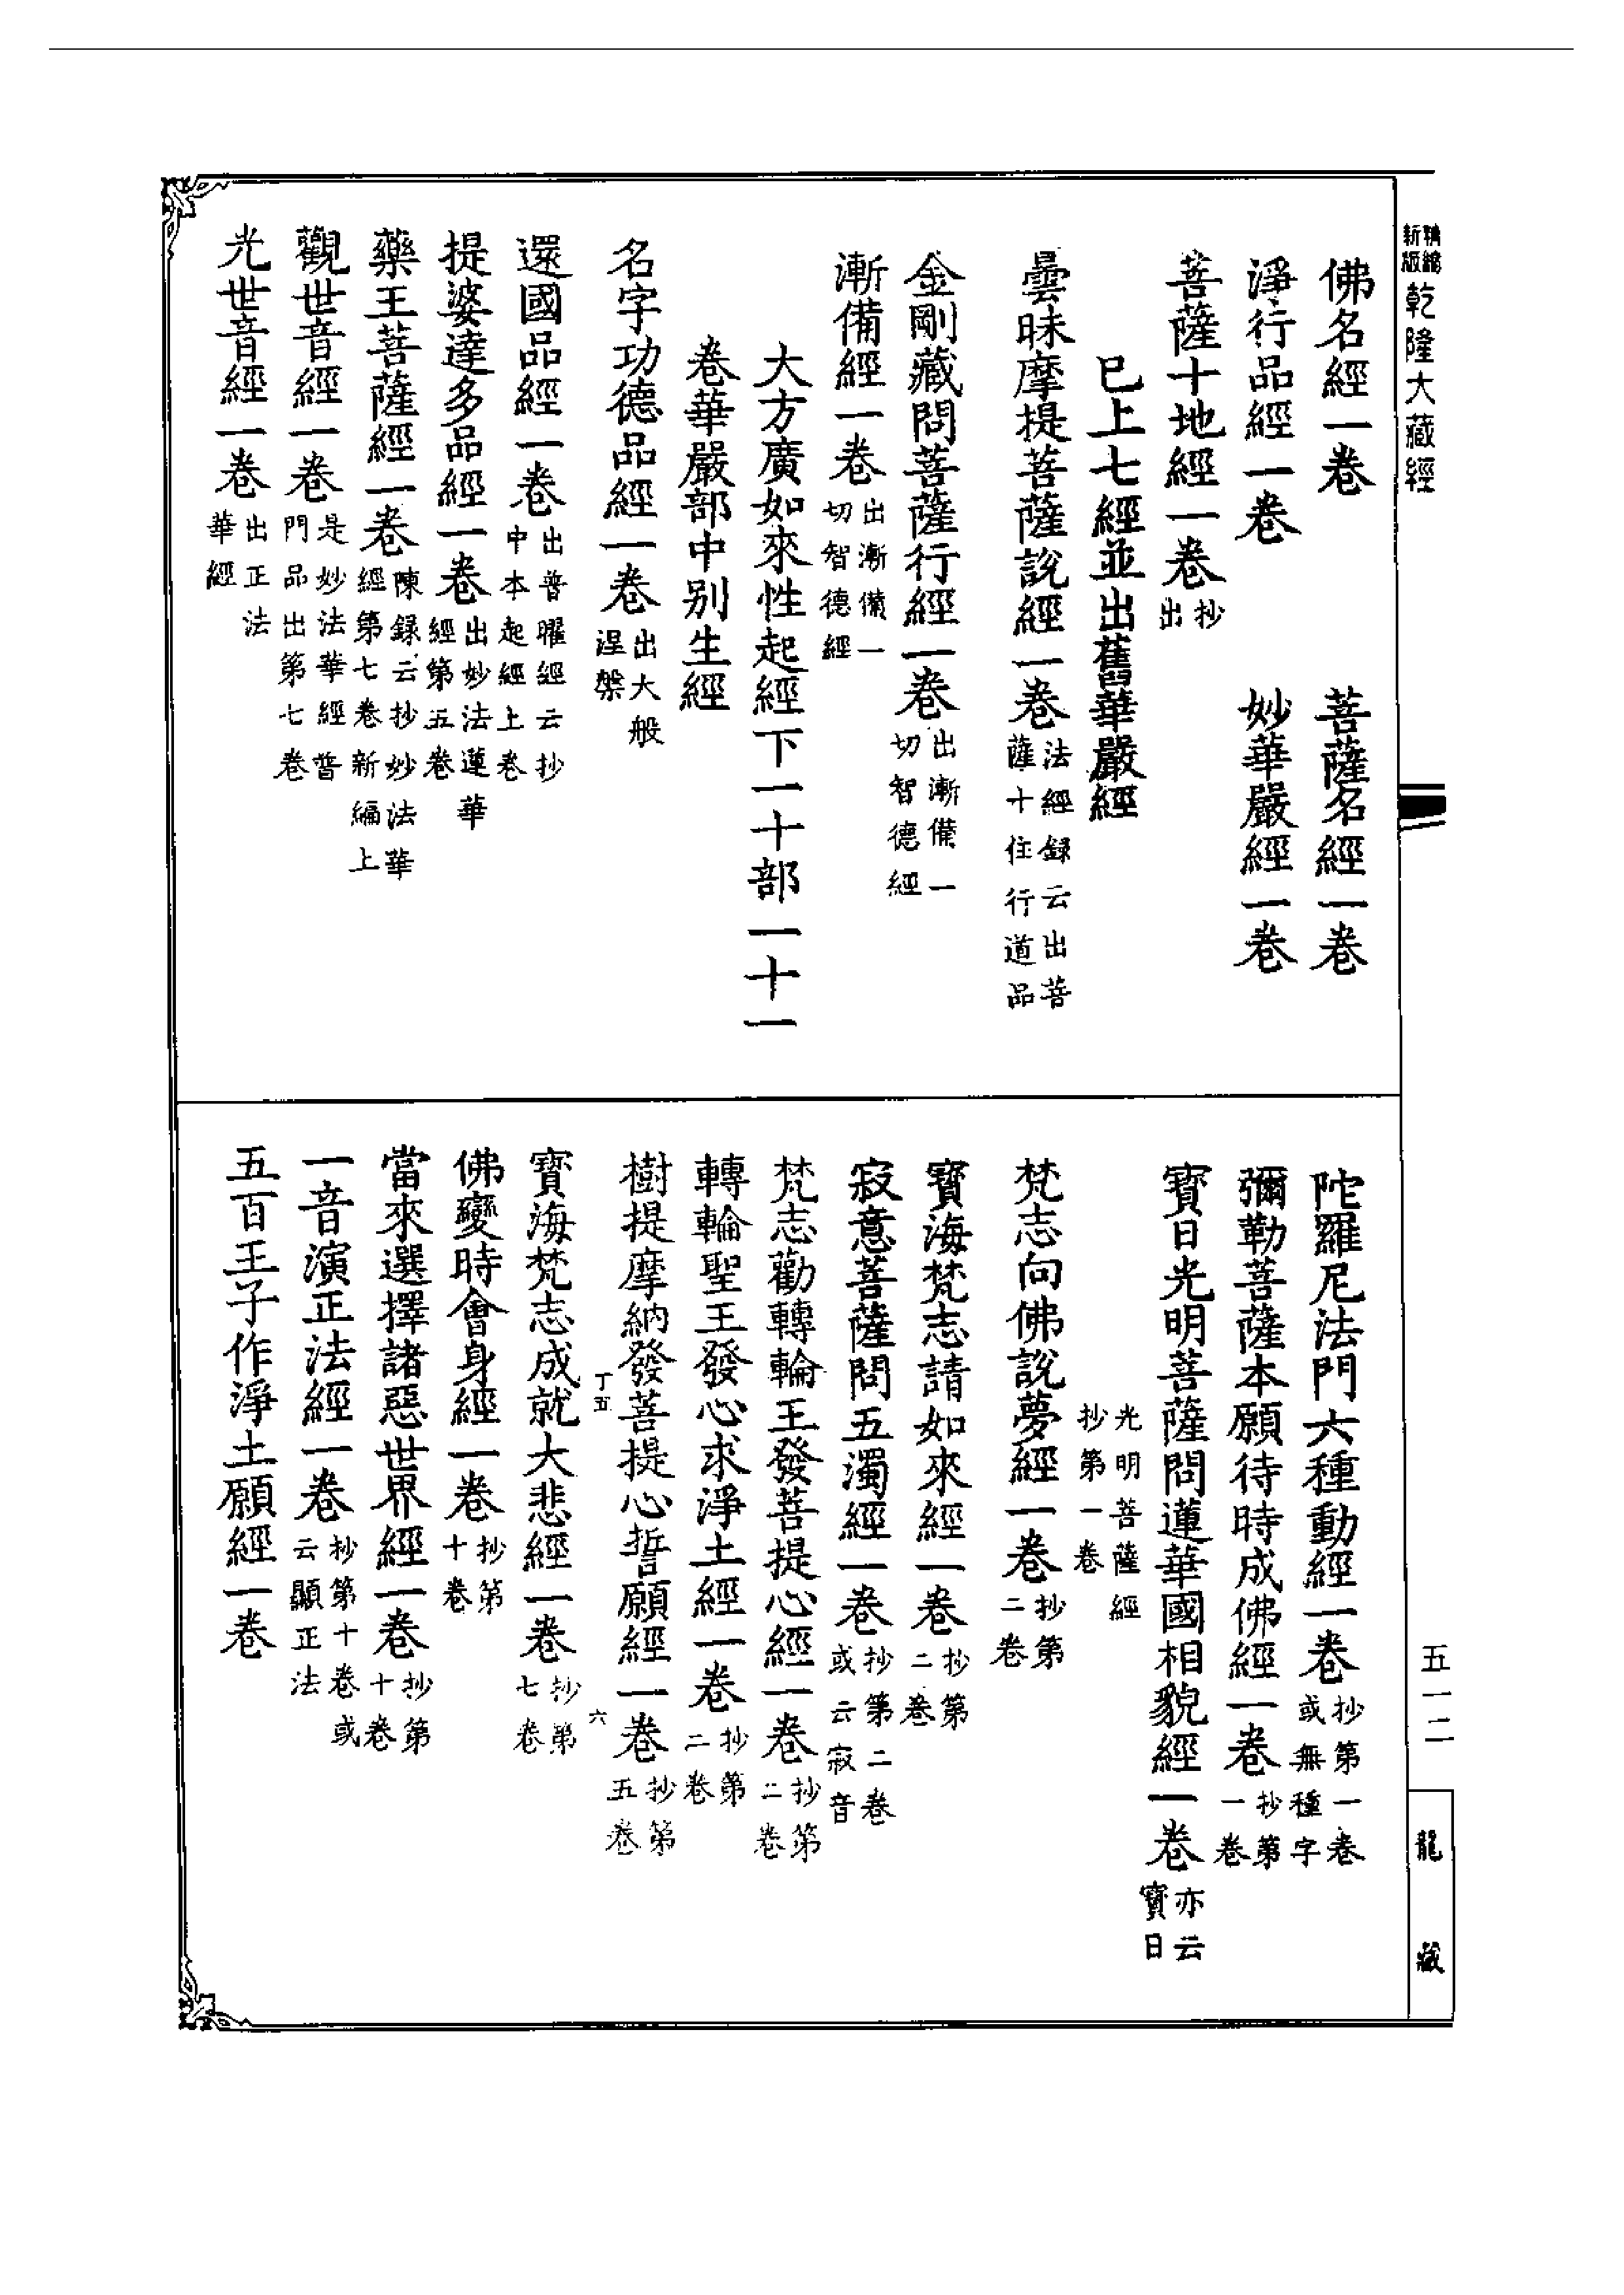 精縮新版乾隆大藏經
佛名經一卷　菩薩名經一卷
淨行品經一卷　妙華嚴經一卷
菩薩十地經一卷抄出
已上七經並出舊華嚴經
曇昧摩提菩薩說經一卷法經録云出菩薩十住行道品
金剛藏問菩薩行經一卷出漸備一切智德經
漸備經一卷出漸備一切智德經
大方廣如來性起經下一十部一十一
卷華嚴部中別生經
名字功德品經一卷出大般涅槃
還國品經一卷出普曜經云抄中本起經上卷
提婆達多品經一卷出妙法蓮華經第五卷
藥王菩薩經一卷陳録云抄妙法華經第七卷新編上
觀世音經一卷是妙法華經普門品出第七卷
光世音經一卷出正法華經
陀羅尼法門六種動經一卷抄第一卷或無種字
彌勒菩薩本願待時成佛經一卷抄第一卷
寶日光明菩薩問蓮華國相貌經一卷亦云寶日
光明菩薩經抄第一卷
梵志向佛說夢經一卷抄第二卷
寶海梵志請如來經一卷抄第二卷
寂意菩薩問五濁經一卷抄第二卷或云寂音
梵志勸轉輪王發菩提心經一卷抄第二卷
轉輪聖王發心求淨土經一卷抄第二卷
樹提摩納發菩提心誓願經一卷抄第五卷
丁五　六
寶海梵志成就大悲經一卷抄第七卷
佛變時會身經一卷抄第十卷
當來選擇諸惡世界經一卷抄第十卷
一音演正法經一卷抄第十卷或云顯正法
五百王子作淨土願經一卷
五一二
龍藏